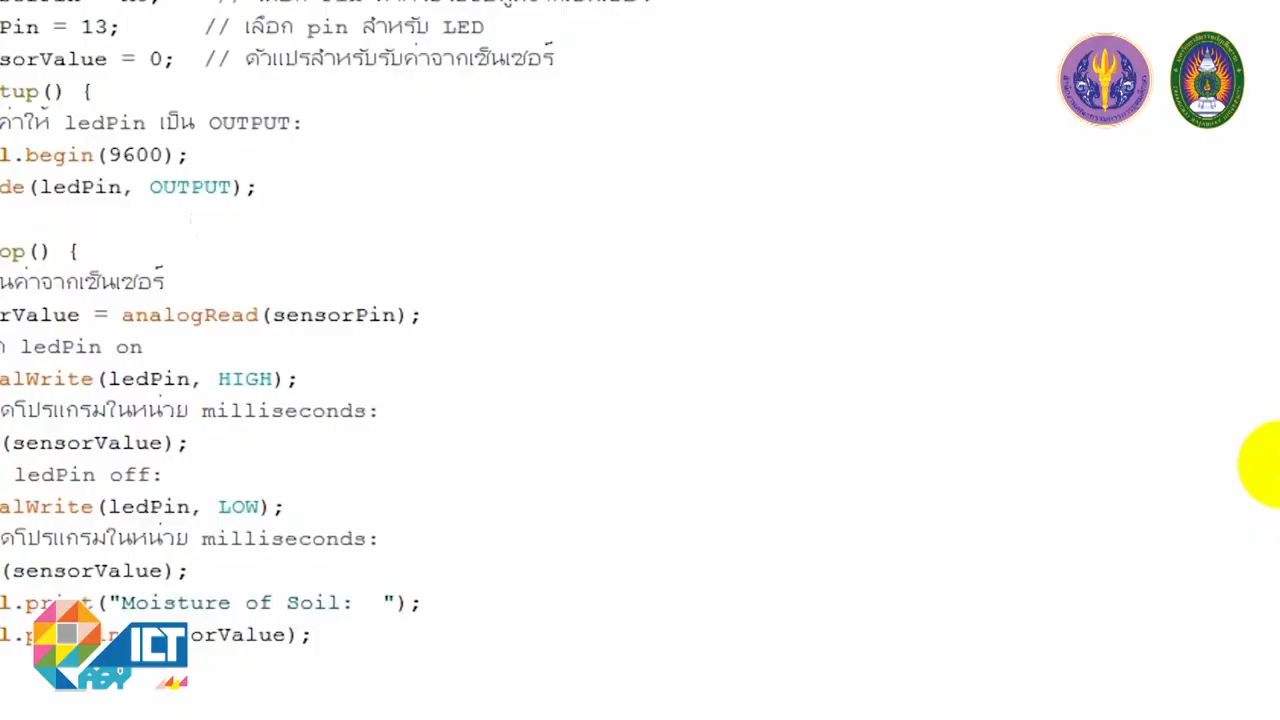 Pin = 13; // เลือก pin สำหรับ LED
sorValue = 0; // ตัวแปรสำหรับรับค่าจากเซ็นเซอร์
tup() {
ค่าให้ ledPin เป็น OUTPUT:
l.begin(9600);
de(ledPin, OUTPUT);
op() {
นค่าจากเซ็นเซอร์
rValue = analogRead(sensorPin);
ledPin on
alWrite(ledPin, HIGH);
ดโปรแกรมในหน่วย milliseconds:
(sensorValue);
ledPin off:
alWrite(ledPin, LOW);
ดโปรแกรมในหน่วย milliseconds:
(sensorValue);
l.print("Moisture of Soil:  ");
orValue);
ICT